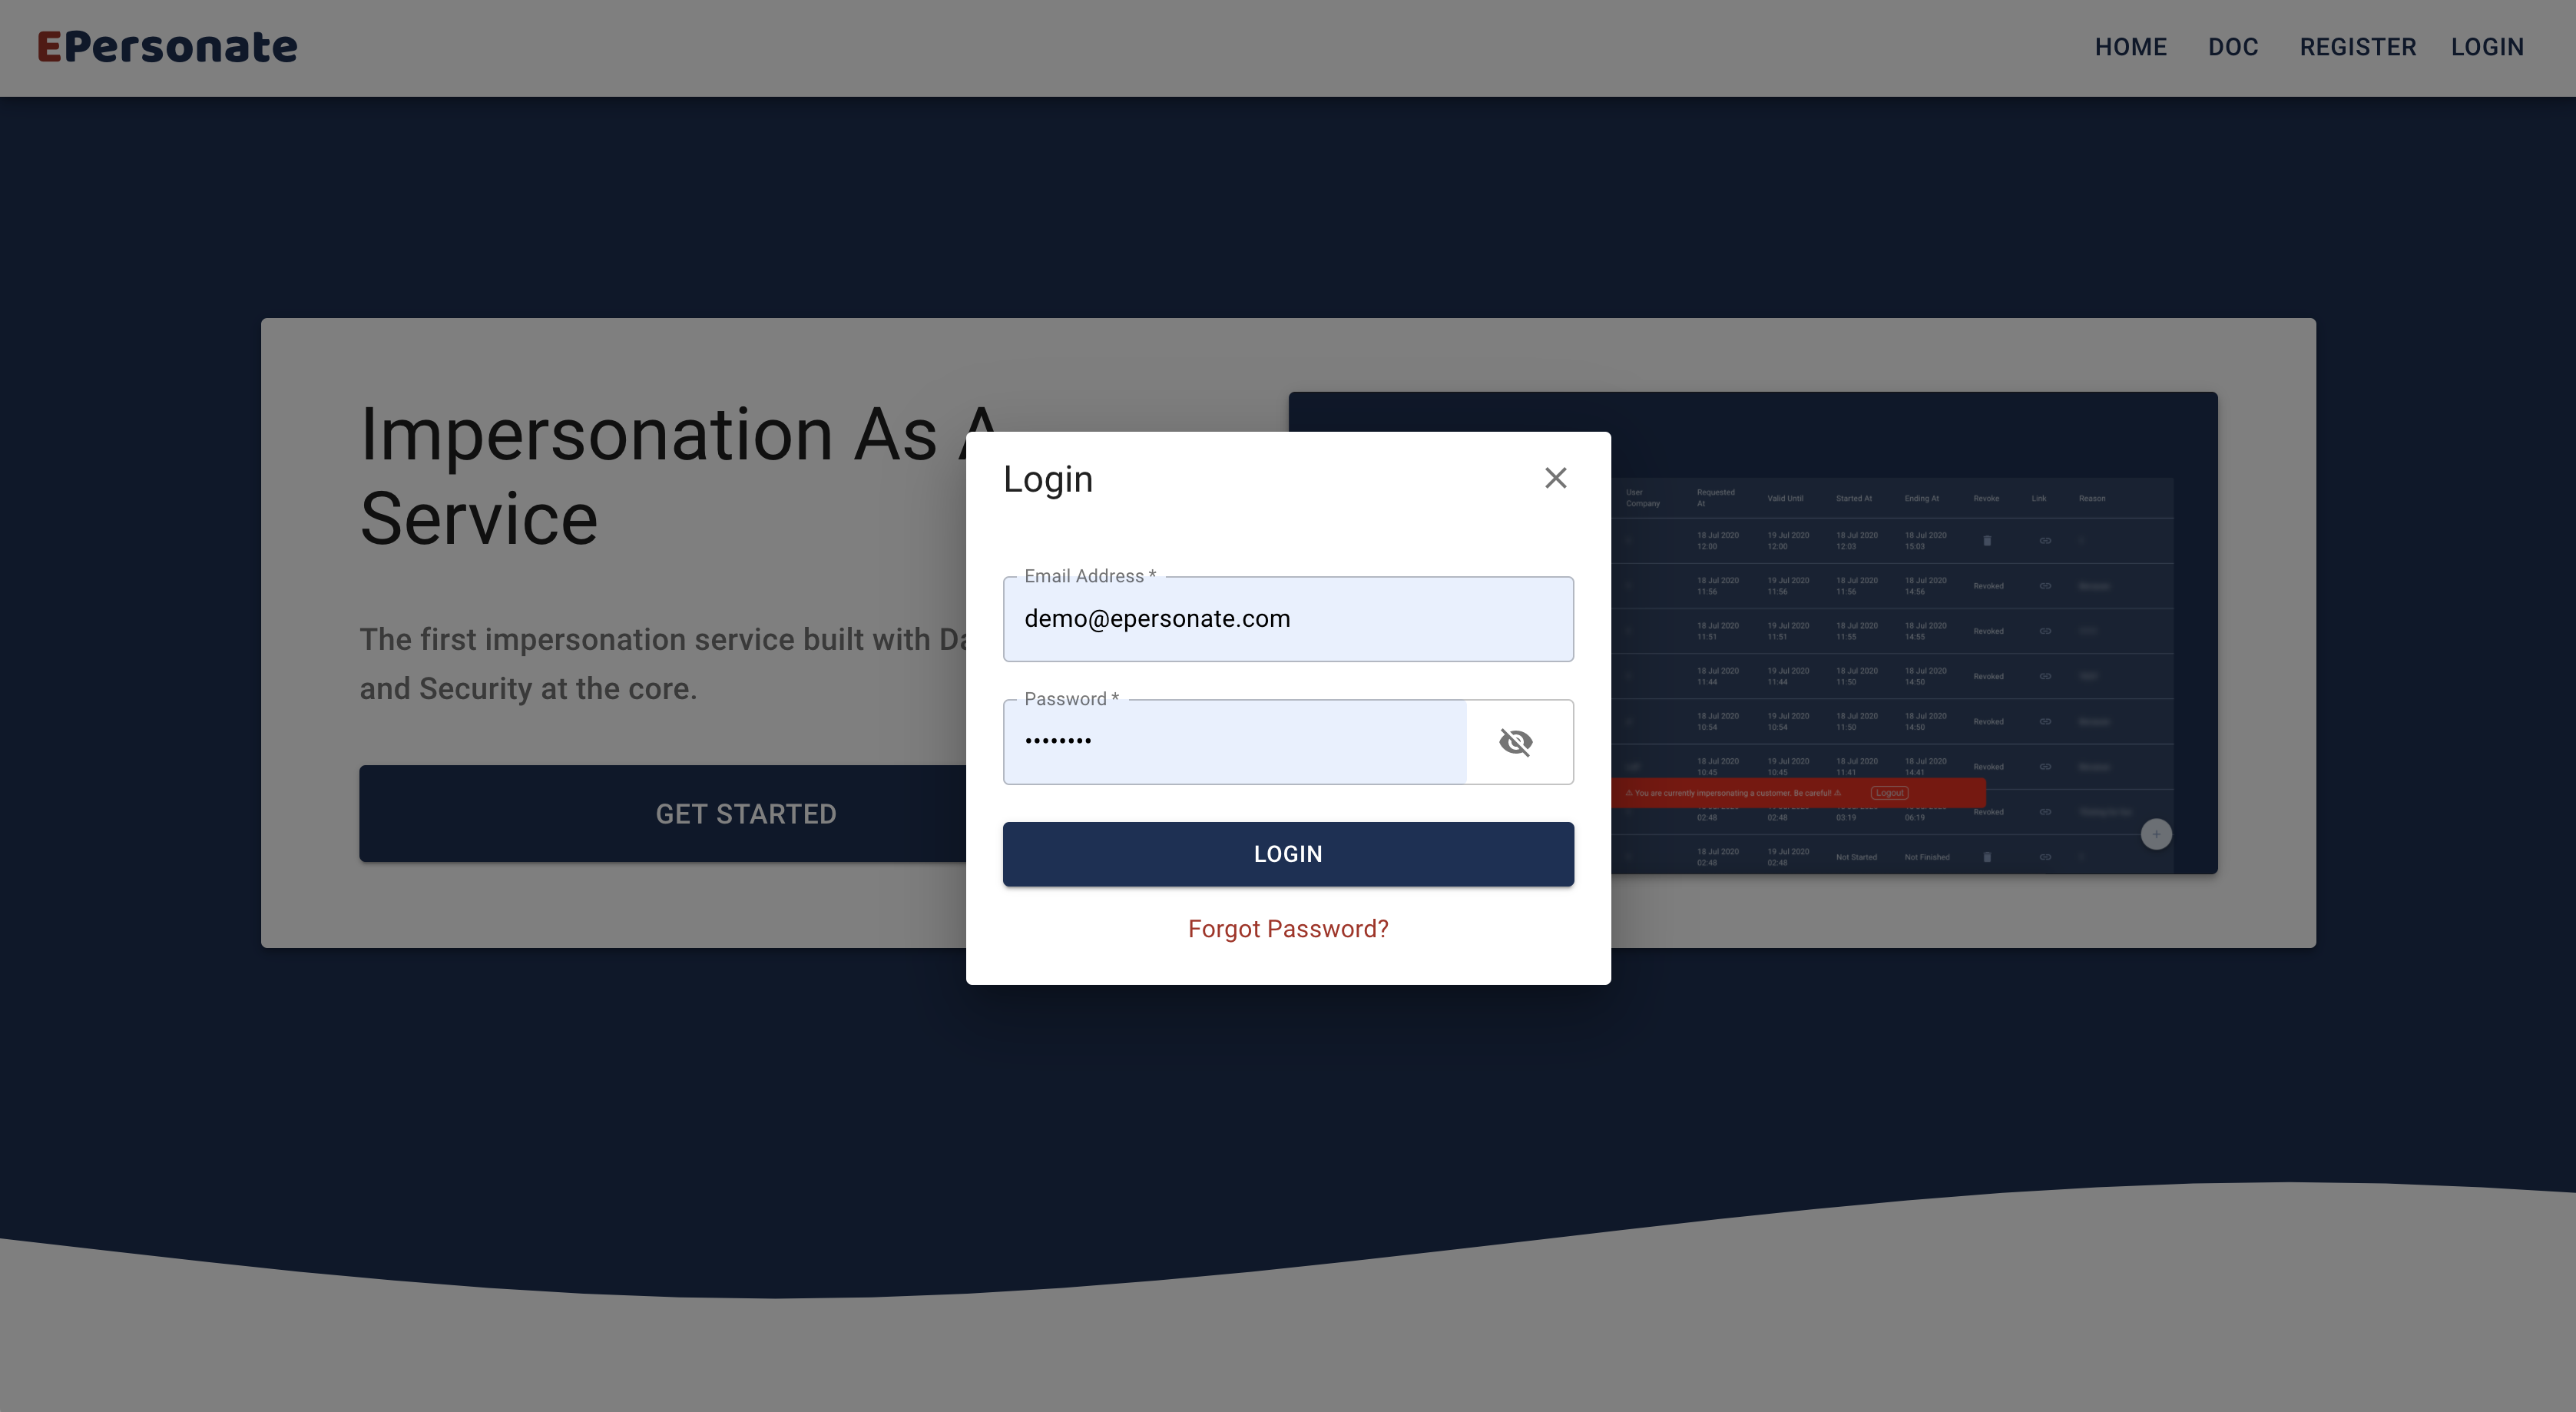 EPersonate
HOME DOC REGISTER LOGIN
Impersonation As A
Service
The first impersonation service built with
and Security at the core.
GET STARTED
Login
Email Address *
demo@epersonate.com
Password *
••••••••
LOGIN
Forgot Password?
User Company Requested At Valid Until Started At Ending At Revoke Link Reason
18 Jul 2020 12:00 19 Jul 2020 12:00 18 Jul 2020 12:03 18 Jul 2020 15:03
18 Jul 2020 11:56 19 Jul 2020 11:56 18 Jul 2020 11:56 18 Jul 2020 14:56 Revoked
18 Jul 2020 11:51 19 Jul 2020 11:51 18 Jul 2020 11:55 18 Jul 2020 14:55 Revoked
18 Jul 2020 11:44 19 Jul 2020 11:44 18 Jul 2020 11:50 18 Jul 2020 14:50 Revoked
18 Jul 2020 10:54 19 Jul 2020 10:54 18 Jul 2020 11:50 18 Jul 2020 14:50 Revoked
18 Jul 2020 10:45 19 Jul 2020 10:45 18 Jul 2020 11:41 18 Jul 2020 14:41 Revoked
⚠ You are currently impersonating a customer. Be careful! ⚠ Logout
02:48 02:48 03:19 06:19 Revoked
18 Jul 2020 02:48 19 Jul 2020 02:48 Not Started Not Finished